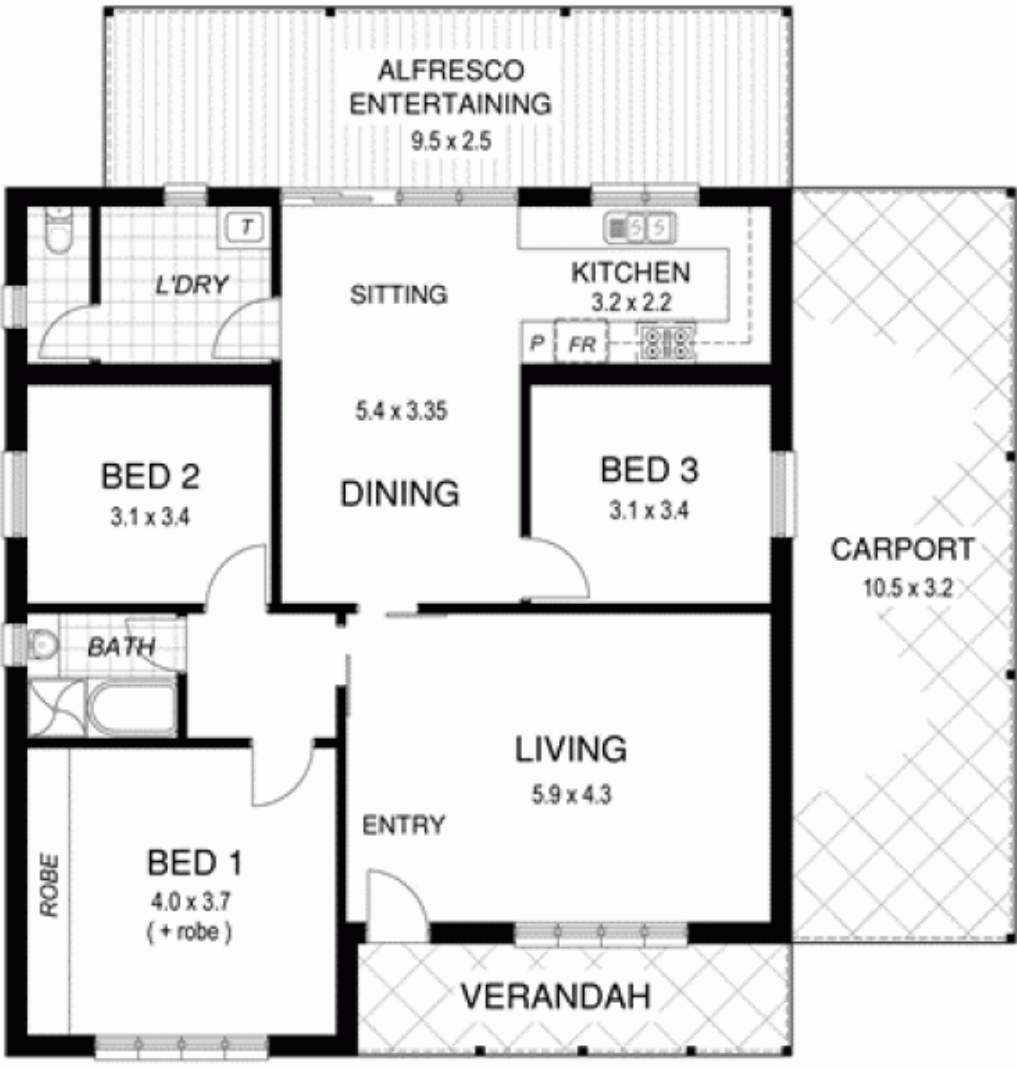 ALFRESCO
ENTERTAINING
9.5 x 2.5
T
L'DRY
SITTING
KITCHEN
3.2 x 2.2
P
FR
5.4 x 3.35
DINING
BED 2
3.1 x 3.4
BED 3
3.1 x 3.4
CARPORT
10.5 x 3.2
BATH
LIVING
5.9 x 4.3
ENTRY
ROBE
BED 1
4.0 x 3.7
( + robe )
VERANDAH